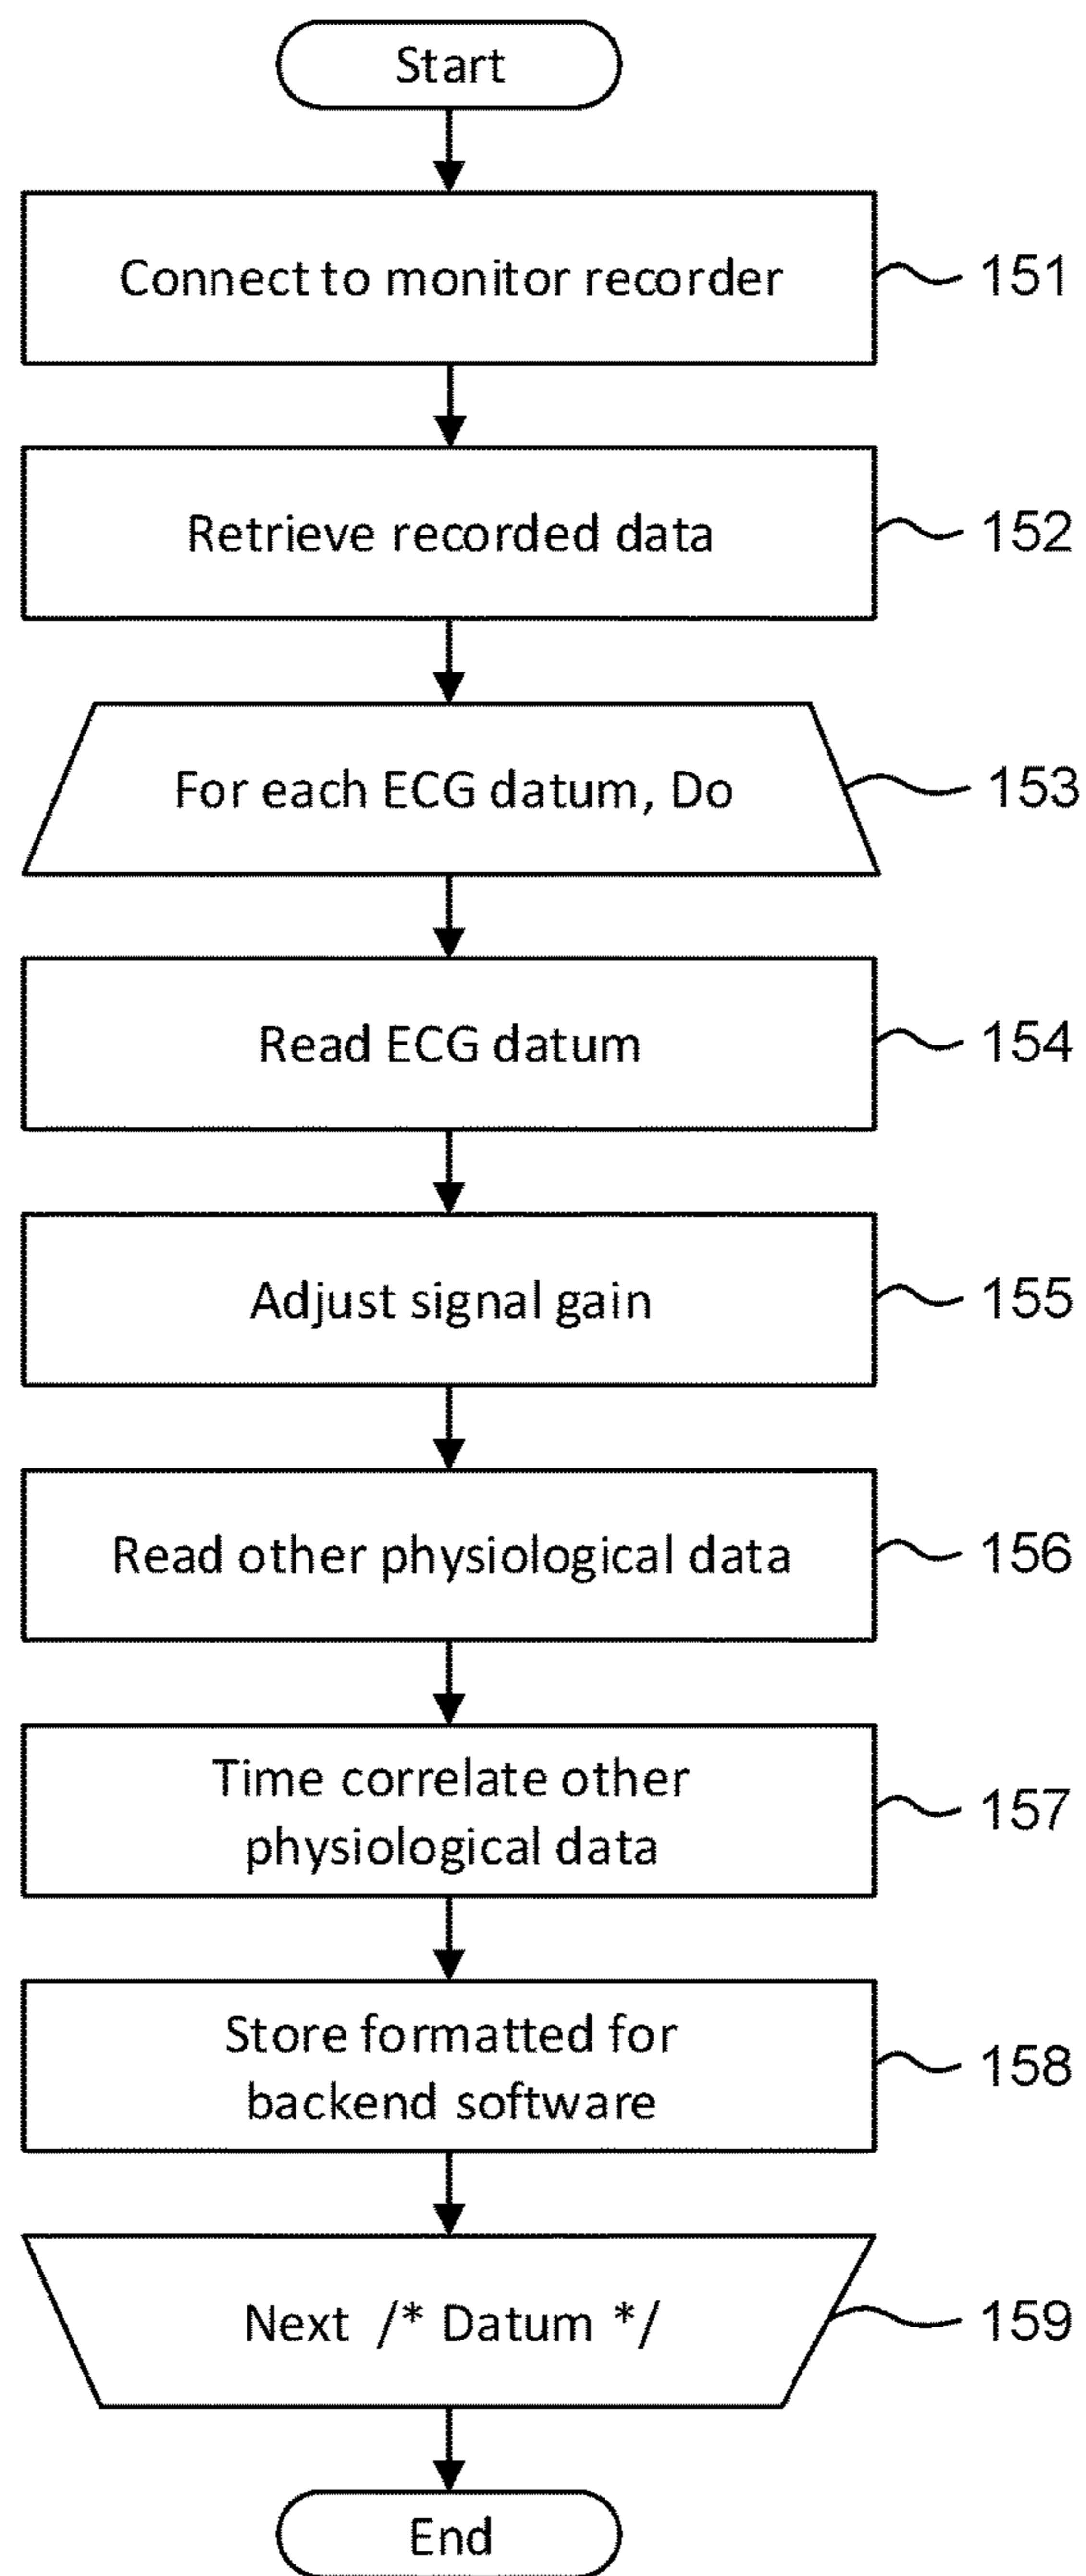 Start
Connect to monitor recorder
151
Retrieve recorded data
152
For each ECG datum, Do
153
Read ECG datum
154
Adjust signal gain
155
Read other physiological data
156
Time correlate other
physiological data
157
Store formatted for
backend software
158
Next /* Datum */
159
End